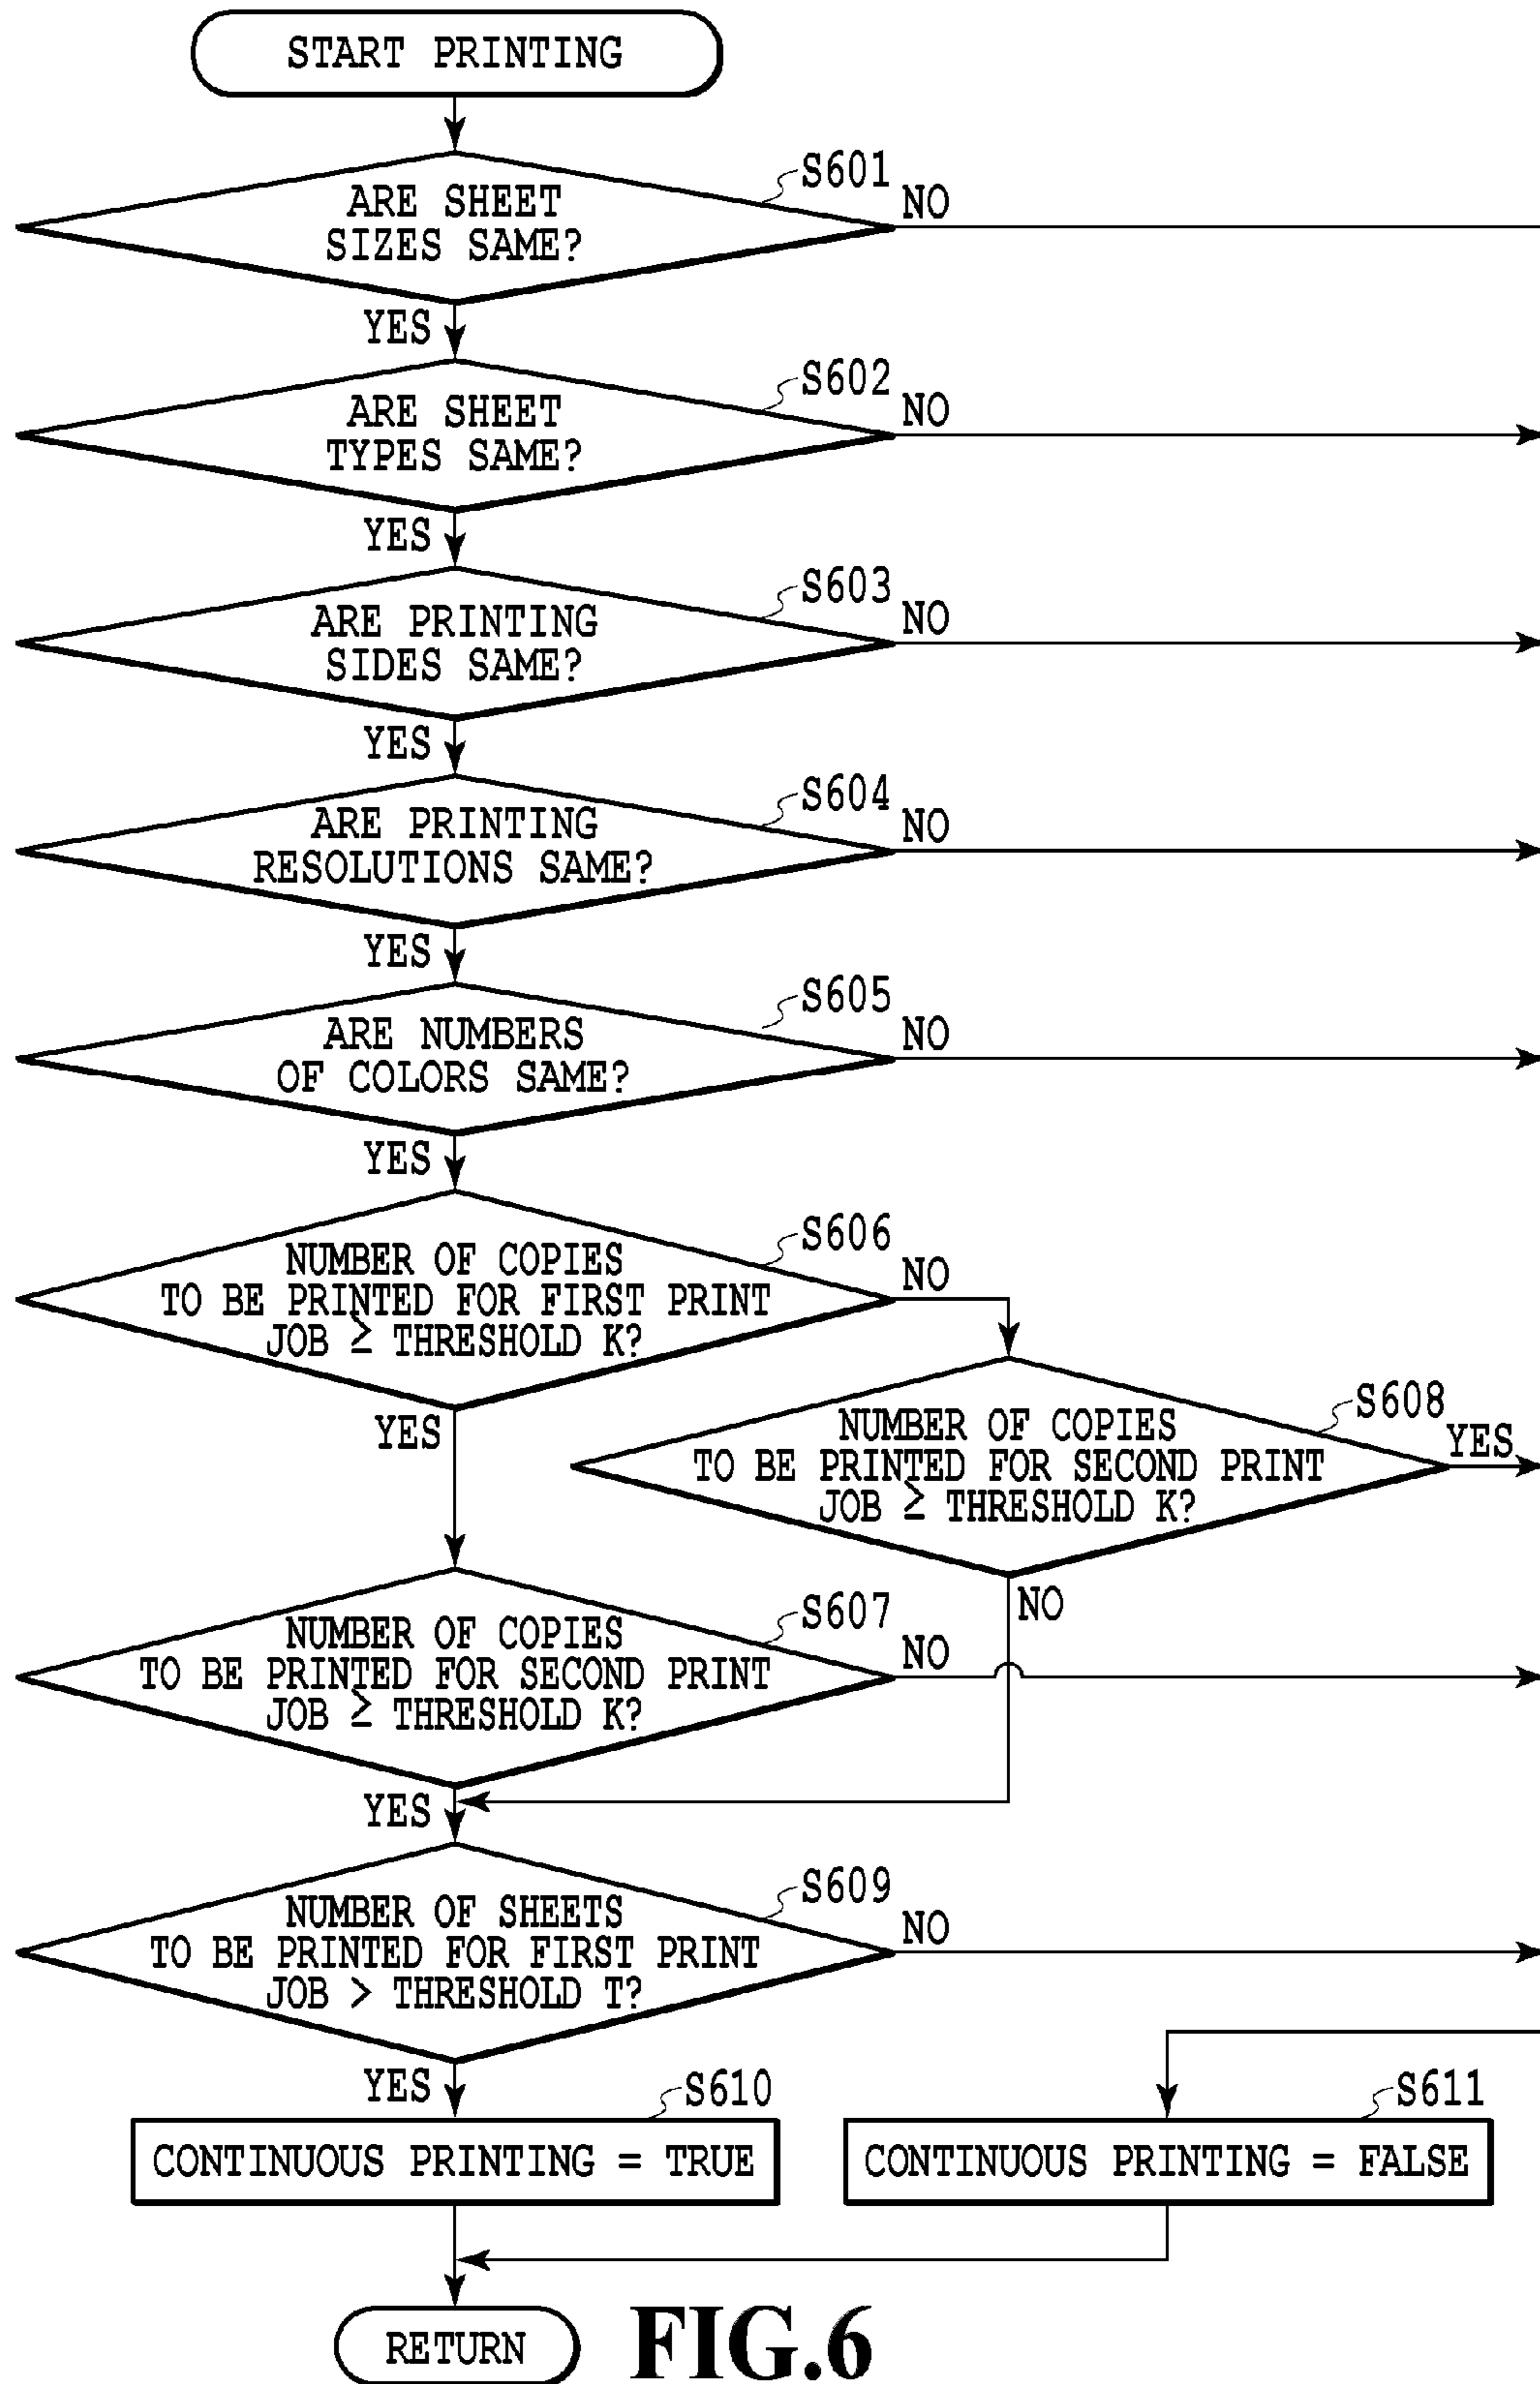 START PRINTING
S601
ARE SHEET
SIZES SAME?
NO
YES
S602
ARE SHEET
TYPES SAME?
NO
YES
S603
ARE PRINTING
SIDES SAME?
NO
YES
S604
ARE PRINTING
RESOLUTIONS SAME?
NO
YES
S605
ARE NUMBERS
OF COLORS SAME?
NO
YES
S606
NUMBER OF COPIES
TO BE PRINTED FOR FIRST PRINT
JOB ≥ THRESHOLD K?
NO
YES
S608
NUMBER OF COPIES
TO BE PRINTED FOR SECOND PRINT
JOB ≥ THRESHOLD K?
YES
NO
S607
NUMBER OF COPIES
TO BE PRINTED FOR SECOND PRINT
JOB ≥ THRESHOLD K?
NO
YES
S609
NUMBER OF SHEETS
TO BE PRINTED FOR FIRST PRINT
JOB > THRESHOLD T?
NO
YES
S610
CONTINUOUS PRINTING = TRUE
S611
CONTINUOUS PRINTING = FALSE
RETURN
FIG.6